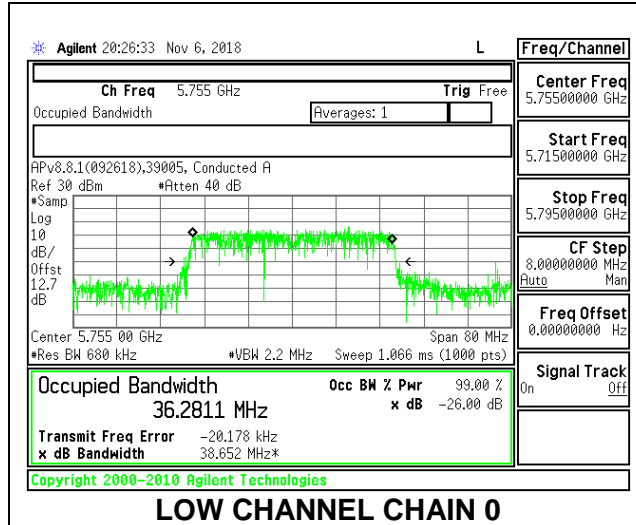 Agilent 20:26:33 Nov 6, 2018 L
Freq/Channel
Ch Freq 5.755 GHz Trig Free
Occupied Bandwidth Averages: 1
Center Freq
5.75500000 GHz
Start Freq
5.71500000 GHz
Stop Freq
5.79500000 GHz
CF Step
8.00000000 MHz
Auto Man
Freq Offset
0.00000000 Hz
Signal Track
On Off
APv8.8.1(092618),39005, Conducted A
Ref 30 dBm #Atten 40 dB
#Samp
Log
10
dB/
Offst
12.7
dB
Center 5.755 00 GHz Span 80 MHz
#Res BW 680 kHz #VBW 2.2 MHz Sweep 1.066 ms (1000 pts)
Occupied Bandwidth Occ BW % Pwr 99.00 %
36.2811 MHz x dB -26.00 dB
Transmit Freq Error -20.178 kHz
x dB Bandwidth 38.652 MHz*
Copyright 2000-2010 Agilent Technologies
LOW CHANNEL CHAIN 0